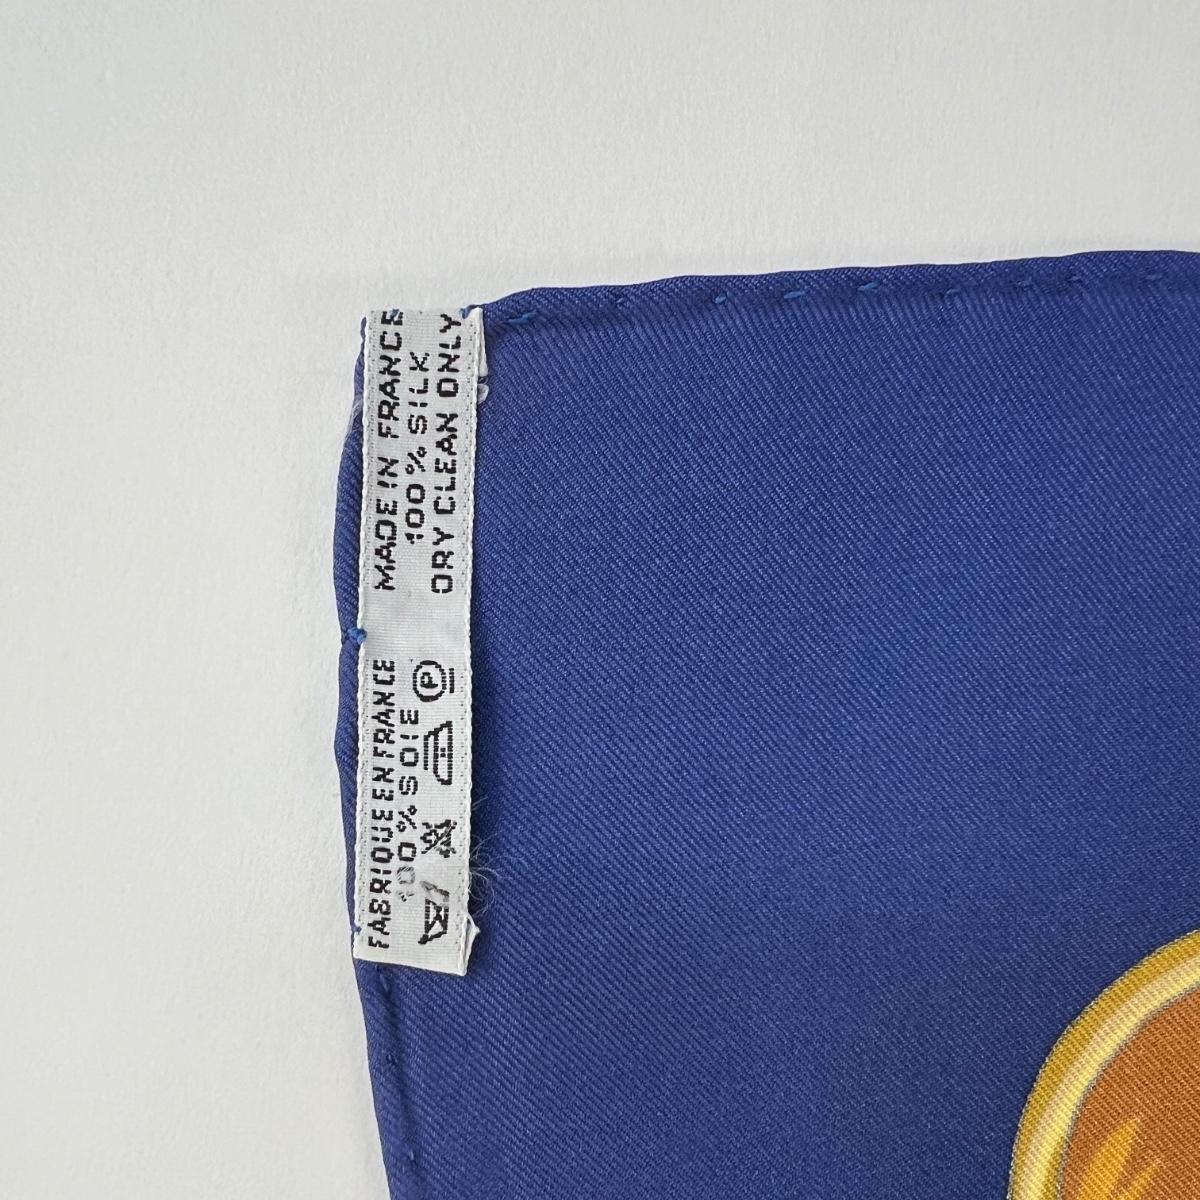 MADE IN FRANCE
100% SILK
DRY CLEAN ONLY
FABRIQUE EN FRANCE
100% SOIE
P